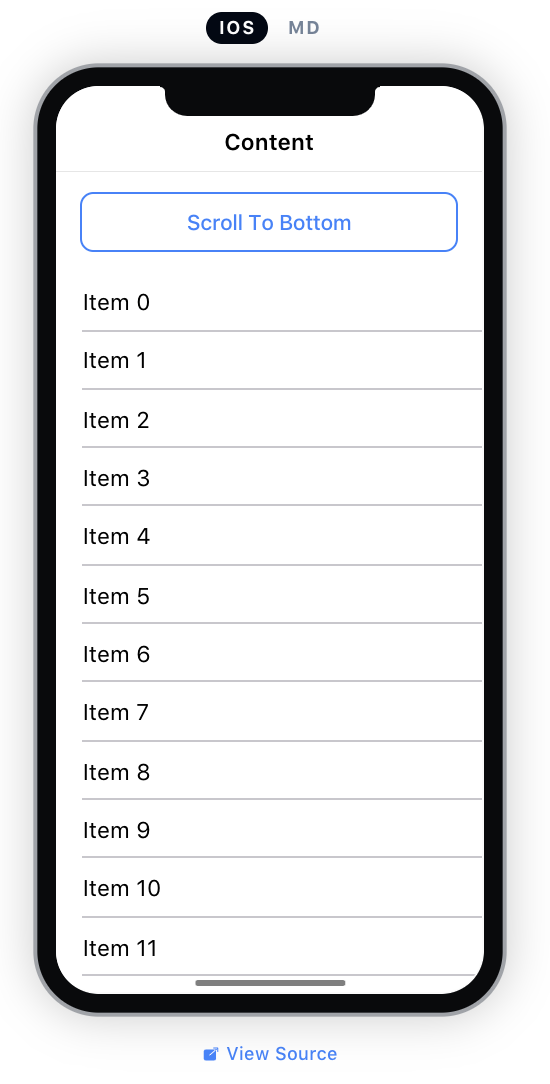 IOS MD
Content
Scroll To Bottom
Item 0
Item 1
Item 2
Item 3
Item 4
Item 5
Item 6
Item 7
Item 8
Item 9
Item 10
Item 11
View Source